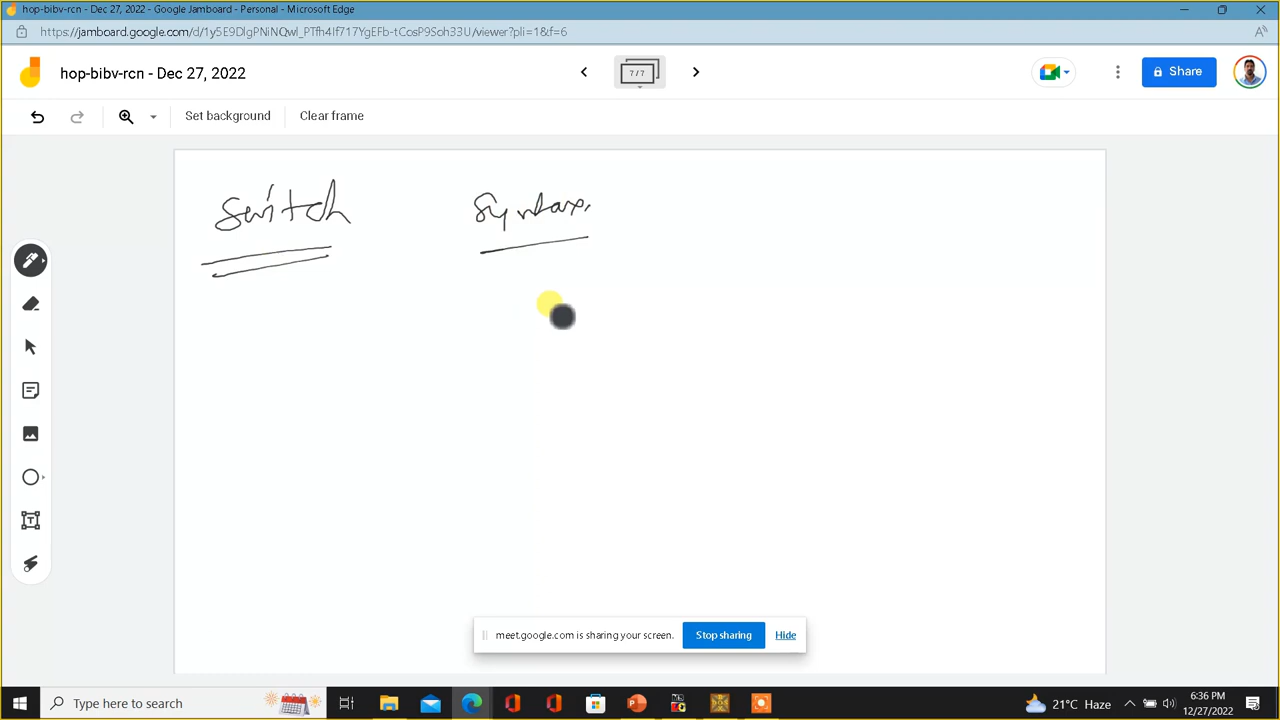 hop-bibv-rcn - Dec 27, 2022 - Google Jamboard - Personal - Microsoft Edge
https://jamboard.google.com/d/1y5E9DlgPNiNQwl_PTfh4If717YgEFb-tCosP9Soh33U/viewer?pli=1&f=6
hop-bibv-rcn - Dec 27, 2022
7/7
Share
Set background
Clear frame
Switch
Syntax.
meet.google.com is sharing your screen.
Stop sharing
Hide
Type here to search
21°C Haze
6:36 PM
12/27/2022